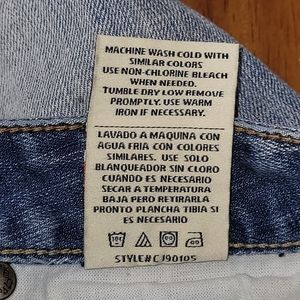 MACHINE WASH COLD WITH
SIMILAR COLORS
USE NON-CHLORINE BLEACH
WHEN NEEDED.
TUMBLE DRY LOW REMOVE
PROMPTLY. USE WARM
IRON IF NECESSARY.
LAVADO A MAQUINA CON
AGUA FRIA CON COLORES
SIMILARES. USE SOLO
BLANQUEADOR SIN CLORO
CUANDO ES NECESARIO
SECAR A TEMPERATURA
BAJA PERO RETIRARLA
PRONTO PLANCHA TIBIA SI
ES NECESARIO
STYLE#CJ90105